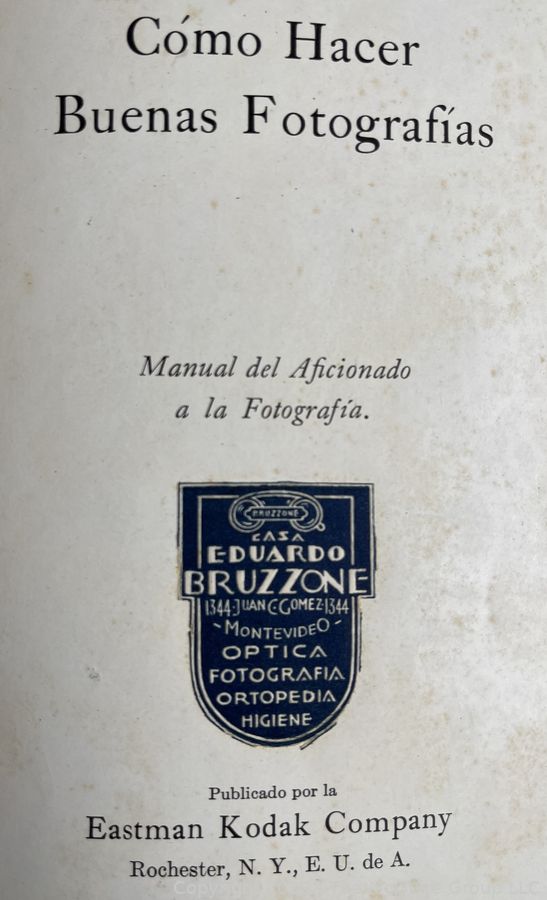 Cómo Hacer
Buenas Fotografías
Manual del Aficionado
a la Fotografía.
BRUZZONE
CASA
EDUARDO
BRUZZONE
1344·JUAN C. GOMEZ·1344
-MONTEVIDEO-
OPTICA
FOTOGRAFIA
ORTOPEDIA
HIGIENE
Publicado por la
Eastman Kodak Company
Rochester, N. Y., E. U. de A.